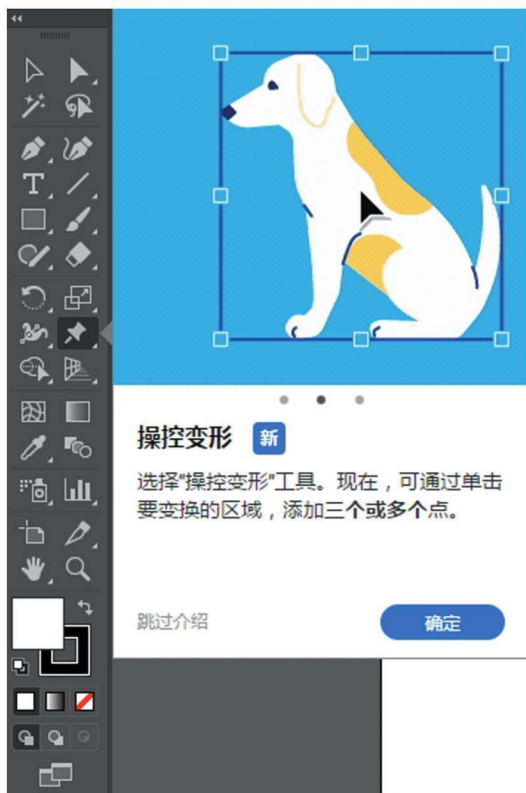 操控变形 新
选择"操控变形"工具。现在，可通过单击
要变换的区域，添加三个或多个点。
跳过介绍 确定